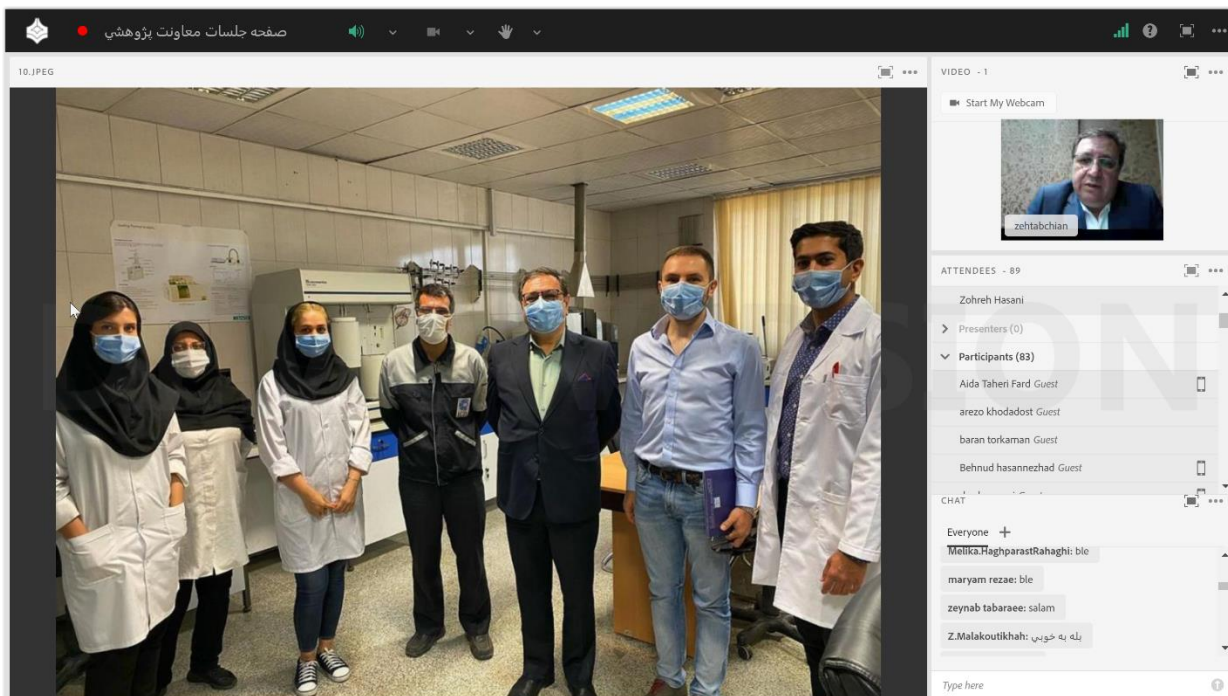 صفحه جلسات معاونت پژوهشي
10.JPEG
VIDEO - 1
Start My Webcam
zehtabchian
ATTENDEES - 89
Zohreh Hasani
Presenters (0)
Participants (83)
Aida Taheri Fard Guest
arezo khodadost Guest
baran torkaman Guest
Behnud hasannezhad Guest
CHAT
Everyone
Melika.HaghparastRahaghi: ble
maryam rezae: ble
zeynab tabaraee: salam
Z.Malakoutikhah: بله به خوبي
Type here